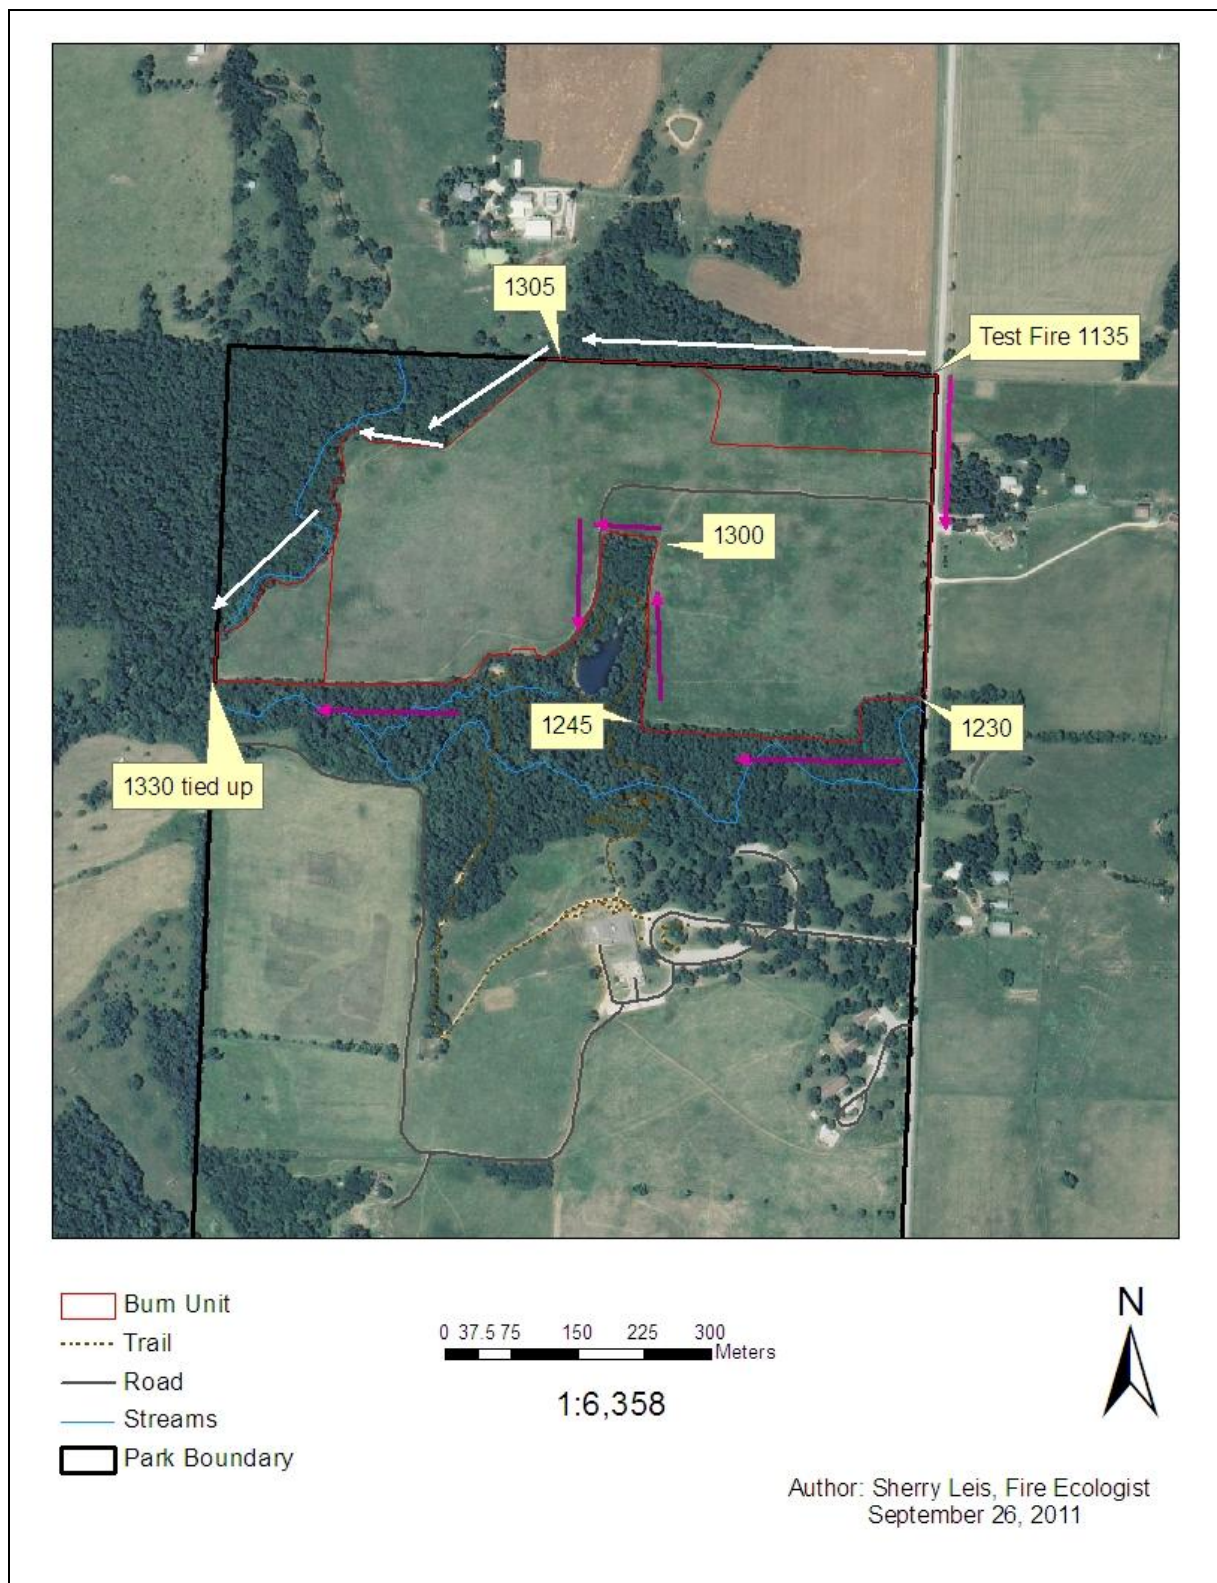 1305
Test Fire 1135
1300
1245
1230
1330 tied up
Burn Unit
Trail
Road
Streams
Park Boundary
0 37.5 75 150 225 300
Meters
1:6,358
N
Author: Sherry Leis, Fire Ecologist
September 26, 2011